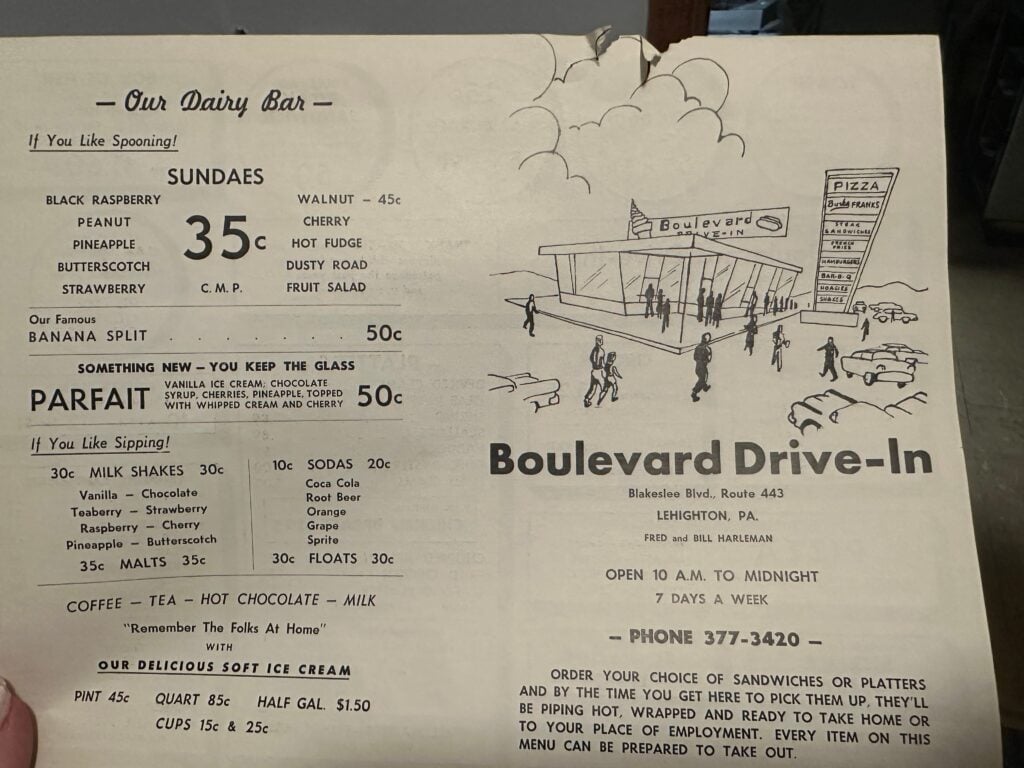 — Our Dairy Bar —
If You Like Spooning!
SUNDAES
BLACK RASPBERRY
PEANUT
PINEAPPLE
BUTTERSCOTCH
STRAWBERRY
35c
C. M. P.
WALNUT – 45c
CHERRY
HOT FUDGE
DUSTY ROAD
FRUIT SALAD
Our Famous
BANANA SPLIT . . . . . . . 50c
SOMETHING NEW – YOU KEEP THE GLASS
PARFAIT
VANILLA ICE CREAM, CHOCOLATE
SYRUP, CHERRIES, PINEAPPLE, TOPPED
WITH WHIPPED CREAM AND CHERRY
50c
If You Like Sipping!
30c MILK SHAKES 30c
Vanilla – Chocolate
Teaberry – Strawberry
Raspberry – Cherry
Pineapple – Butterscotch
35c MALTS 35c
10c SODAS 20c
Coca Cola
Root Beer
Orange
Grape
Sprite
30c FLOATS 30c
COFFEE – TEA – HOT CHOCOLATE – MILK
"Remember The Folks At Home"
WITH
OUR DELICIOUS SOFT ICE CREAM
PINT 45c QUART 85c HALF GAL. $1.50
CUPS 15c & 25c
Boulevard
DRIVE-IN
PIZZA
FRANKS
STEAK
SANDWICHES
FRENCH
FRIES
HAMBURGERS
BAR-B-Q
HOAGIES
SHAKES
Boulevard Drive-In
Blakeslee Blvd., Route 443
LEHIGHTON, PA.
FRED and BILL HARLEMAN
OPEN 10 A.M. TO MIDNIGHT
7 DAYS A WEEK
– PHONE 377-3420 –
ORDER YOUR CHOICE OF SANDWICHES OR PLATTERS
AND BY THE TIME YOU GET HERE TO PICK THEM UP, THEY'LL
BE PIPING HOT, WRAPPED AND READY TO TAKE HOME OR
TO YOUR PLACE OF EMPLOYMENT. EVERY ITEM ON THIS
MENU CAN BE PREPARED TO TAKE OUT.